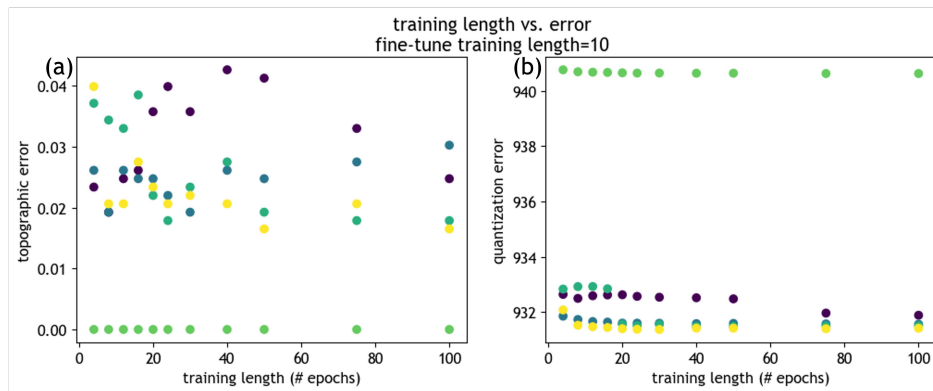 training length vs. error
fine-tune training length=10
(a)
topographic error
0.04
0.03
0.02
0.01
0.00
0
20
40
60
80
100
training length (# epochs)
(b)
quantization error
940
938
936
934
932
0
20
40
60
80
100
training length (# epochs)